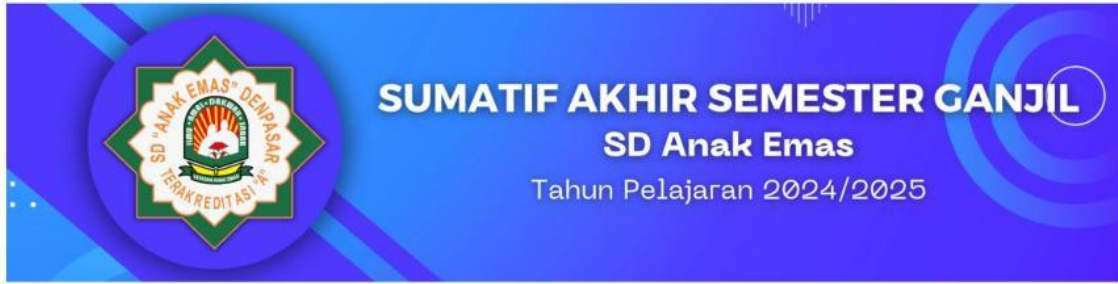 SD "ANAK EMAS" DENPASAR
TERAKREDITASI "A"
SUMATIF AKHIR SEMESTER GANJIL
SD Anak Emas
Tahun Pelajaran 2024/2025